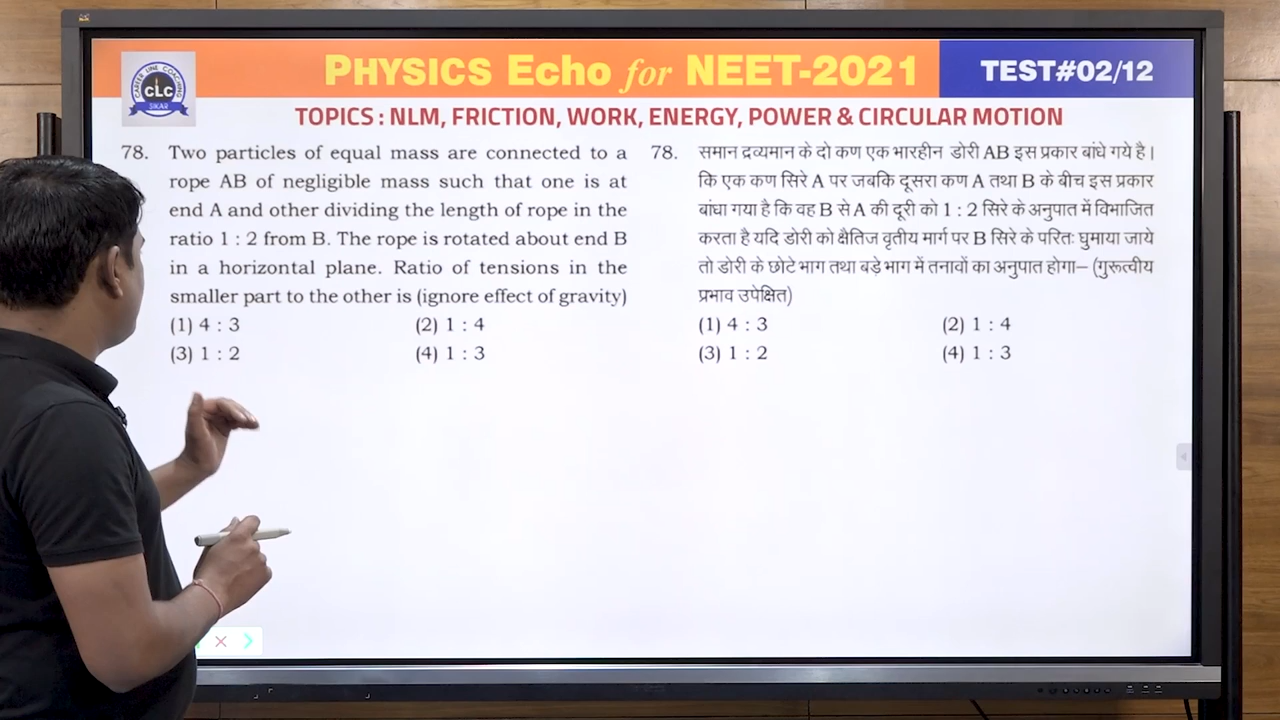 CAREER LINE COACHING
CLC
SIKAR
PHYSICS Echo for NEET-2021
TEST#02/12
TOPICS : NLM, FRICTION, WORK, ENERGY, POWER & CIRCULAR MOTION
78. Two particles of equal mass are connected to a
rope AB of negligible mass such that one is at
end A and other dividing the length of rope in the
ratio 1 : 2 from B. The rope is rotated about end B
in a horizontal plane. Ratio of tensions in the
smaller part to the other is (ignore effect of gravity)
(1) 4 : 3 (2) 1 : 4
(3) 1 : 2 (4) 1 : 3
78. समान द्रव्यमान के दो कण एक भारहीन डोरी AB इस प्रकार बांधे गये है।
कि एक कण सिरे A पर जबकि दूसरा कण A तथा B के बीच इस प्रकार
बांधा गया है कि वह B से A की दूरी को 1 : 2 सिरे के अनुपात में विभाजित
करता है यदि डोरी को क्षैतिज वृतीय मार्ग पर B सिरे के परितः घुमाया जाये
तो डोरी के छोटे भाग तथा बड़े भाग में तनावों का अनुपात होगा– (गुरूत्वीय
प्रभाव उपेक्षित)
(1) 4 : 3 (2) 1 : 4
(3) 1 : 2 (4) 1 : 3